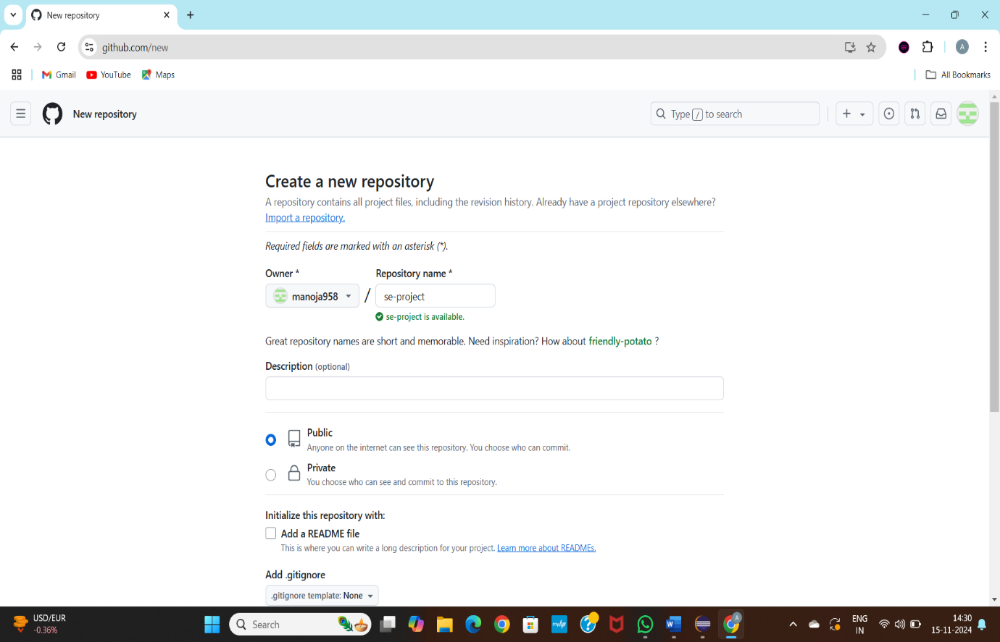 New repository
github.com/new
A
Gmail
YouTube
Maps
All Bookmarks
New repository
Type / to search
Create a new repository
A repository contains all project files, including the revision history. Already have a project repository elsewhere?
Import a repository.
Required fields are marked with an asterisk (*).
Owner *
Repository name *
manoja958
/
se-project
se-project is available.
Great repository names are short and memorable. Need inspiration? How about friendly-potato ?
Description (optional)
Public
Anyone on the internet can see this repository. You choose who can commit.
Private
You choose who can see and commit to this repository.
Initialize this repository with:
Add a README file
This is where you can write a long description for your project. Learn more about READMEs.
Add .gitignore
.gitignore template: None
USD/EUR
-0.36%
Search
ENG
IN
14:30
15-11-2024